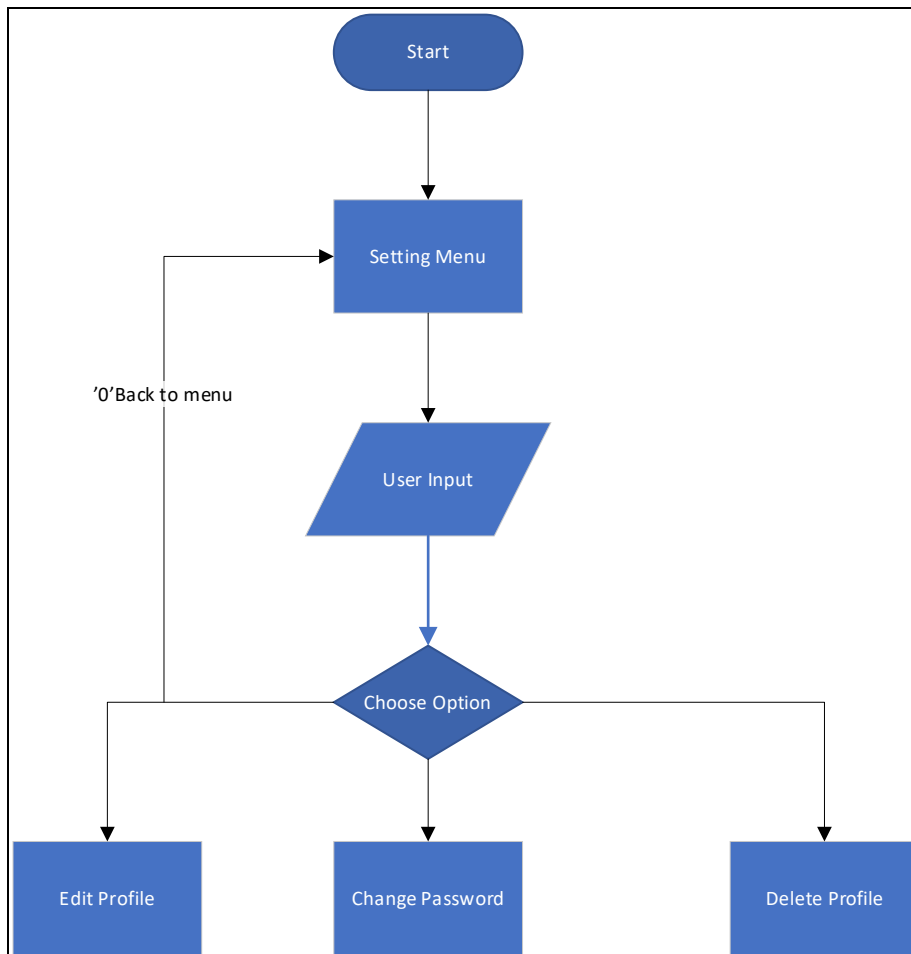 Start
Setting Menu
’0’Back to menu
User Input
Choose Option
Edit Profile
Change Password
Delete Profile